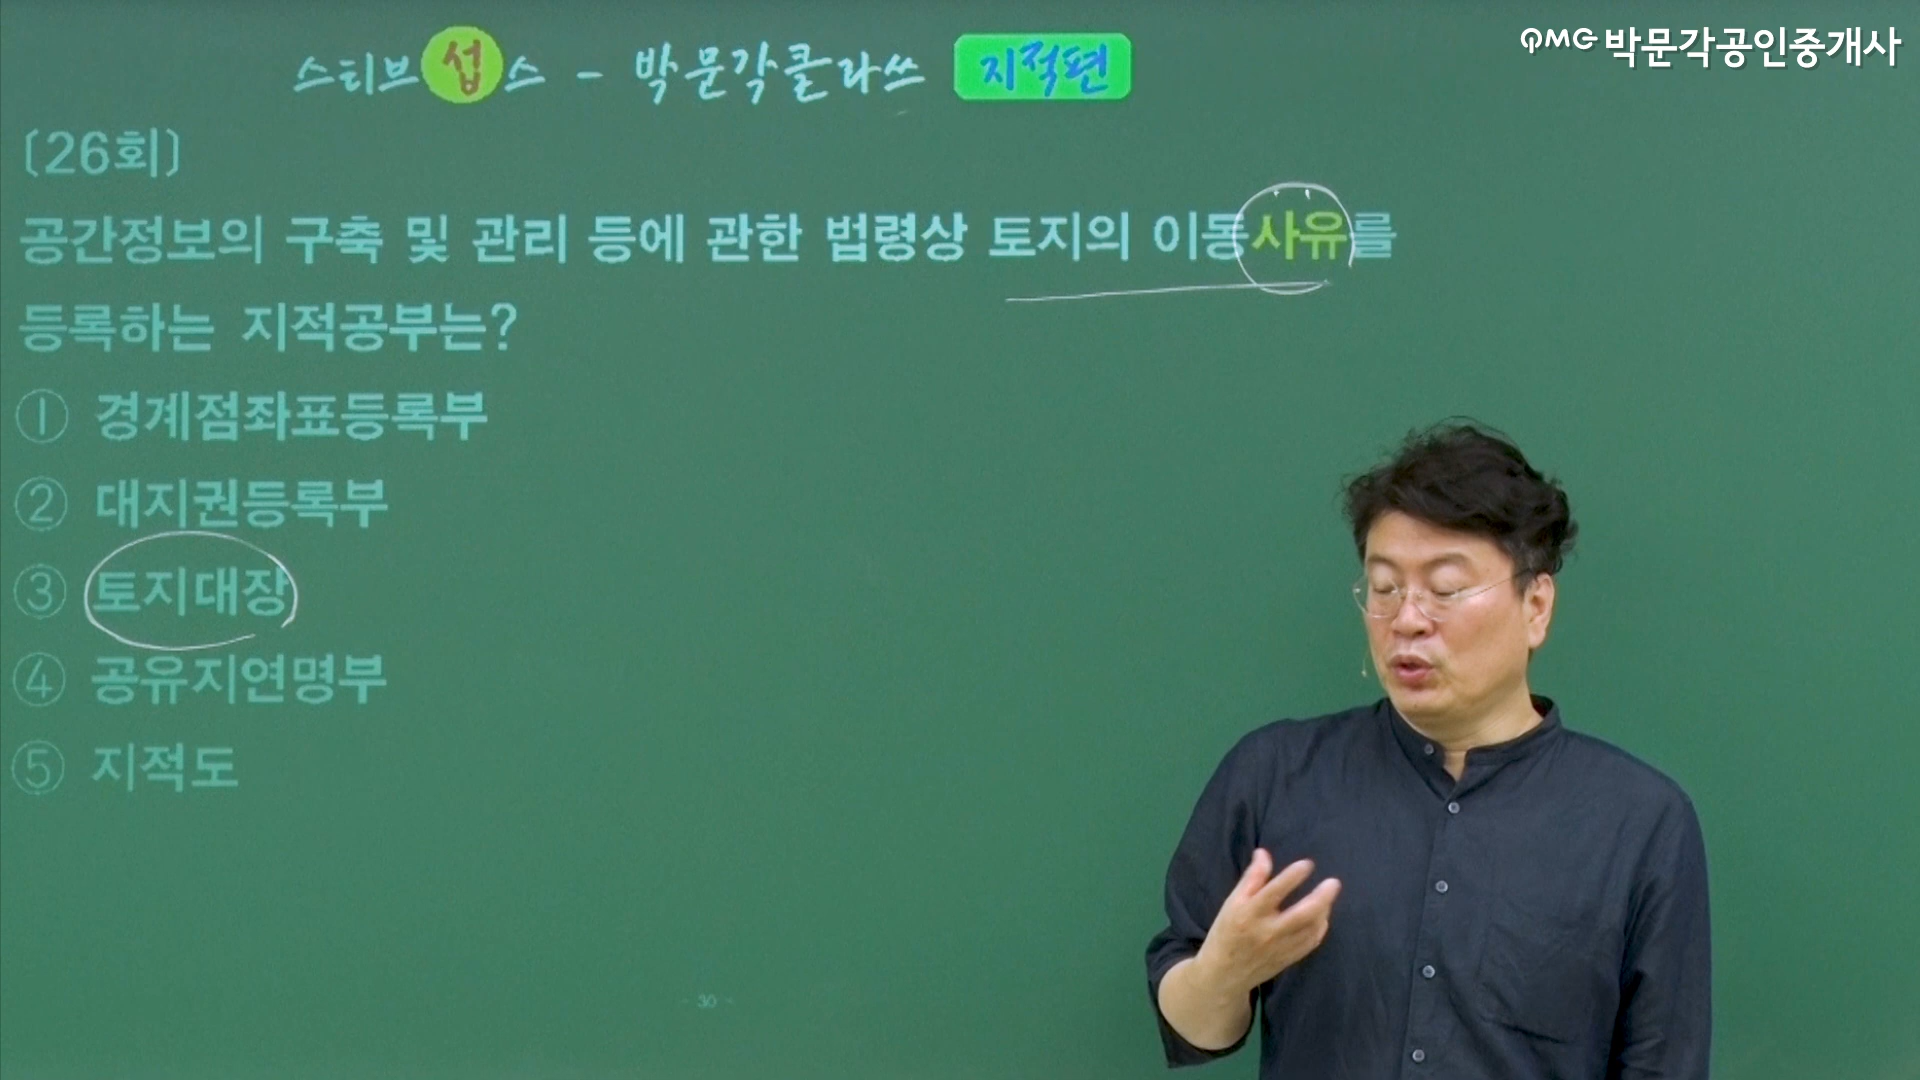 스티브섭스 - 박문각클라쓰 지적편
PMG 박문각공인중개사
(26회)
공간정보의 구축 및 관리 등에 관한 법령상 토지의 이동사유를
등록하는 지적공부는?
① 경계점좌표등록부
② 대지권등록부
③ 토지대장
④ 공유지연명부
⑤ 지적도
- 30 -